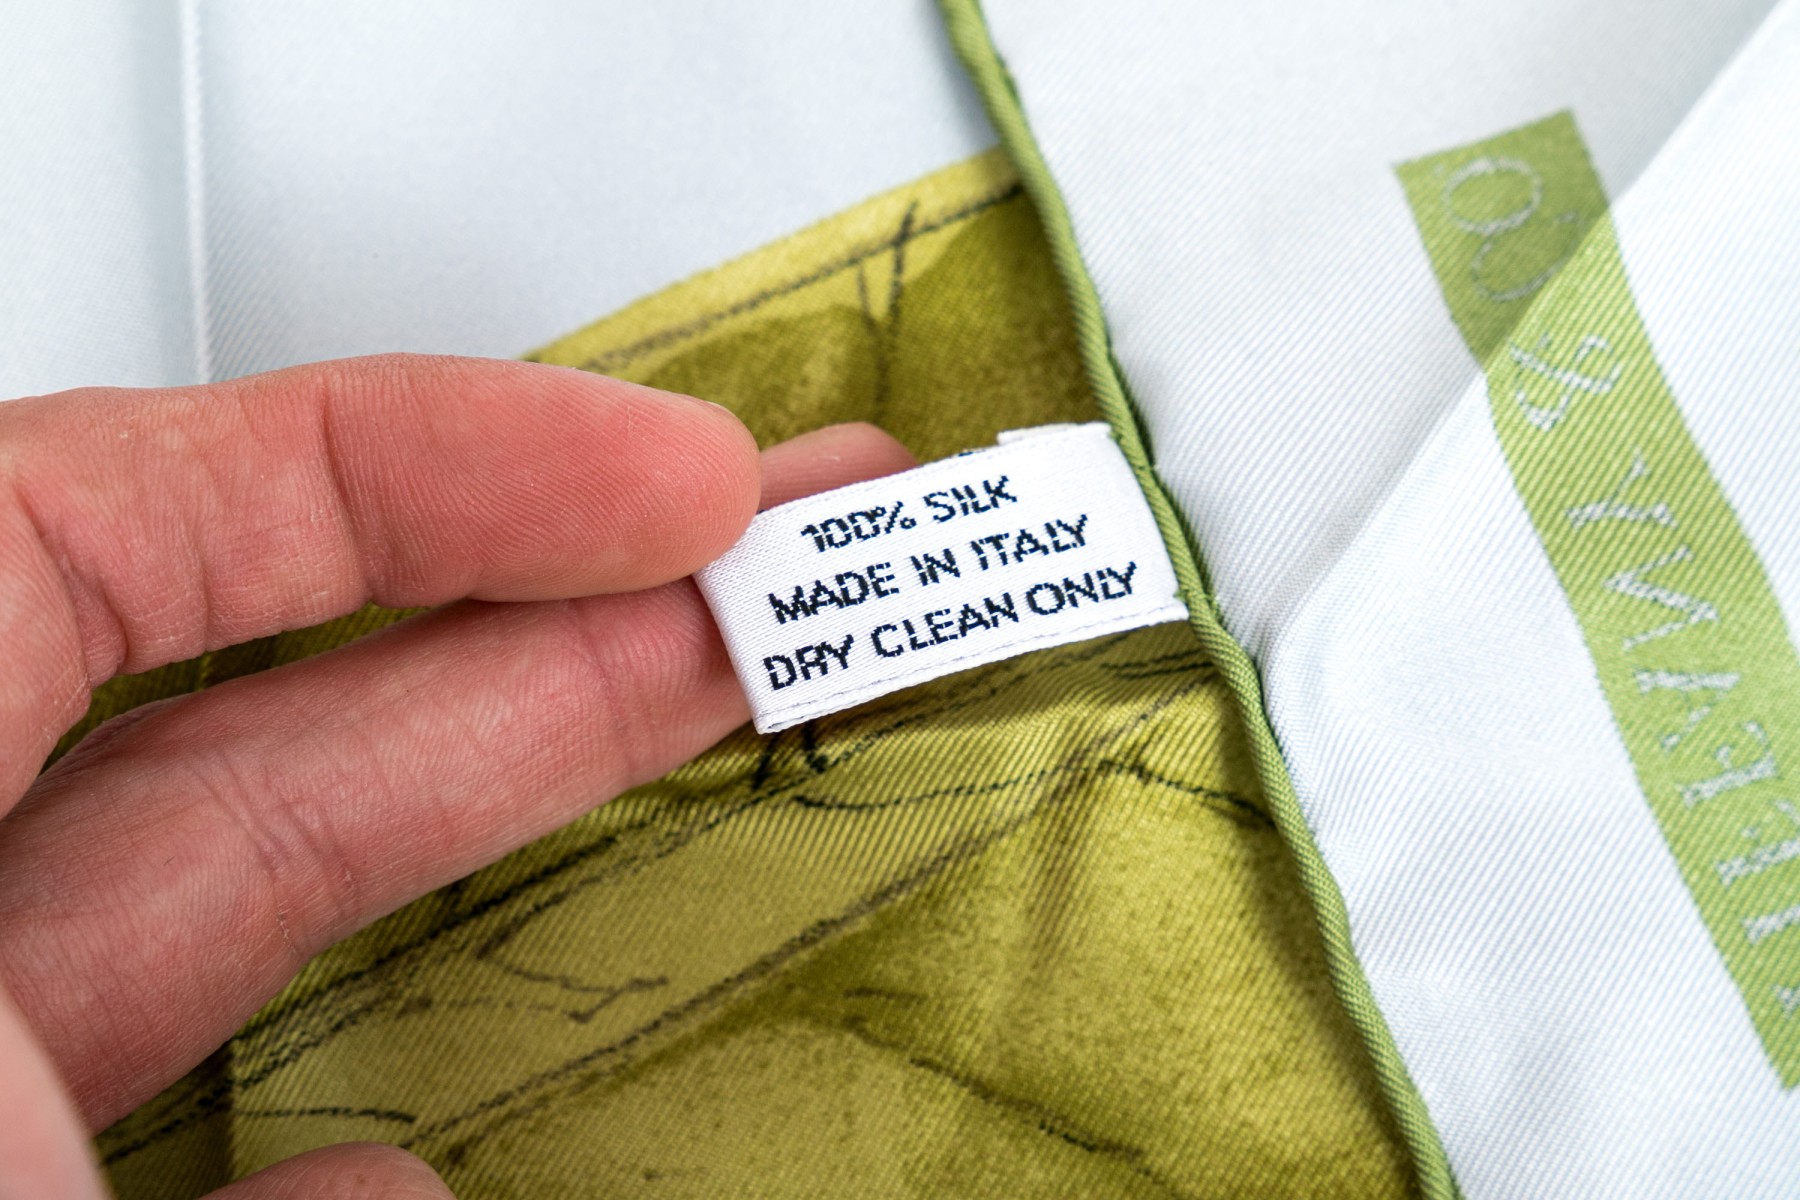 100% SILK
MADE IN ITALY
DRY CLEAN ONLY